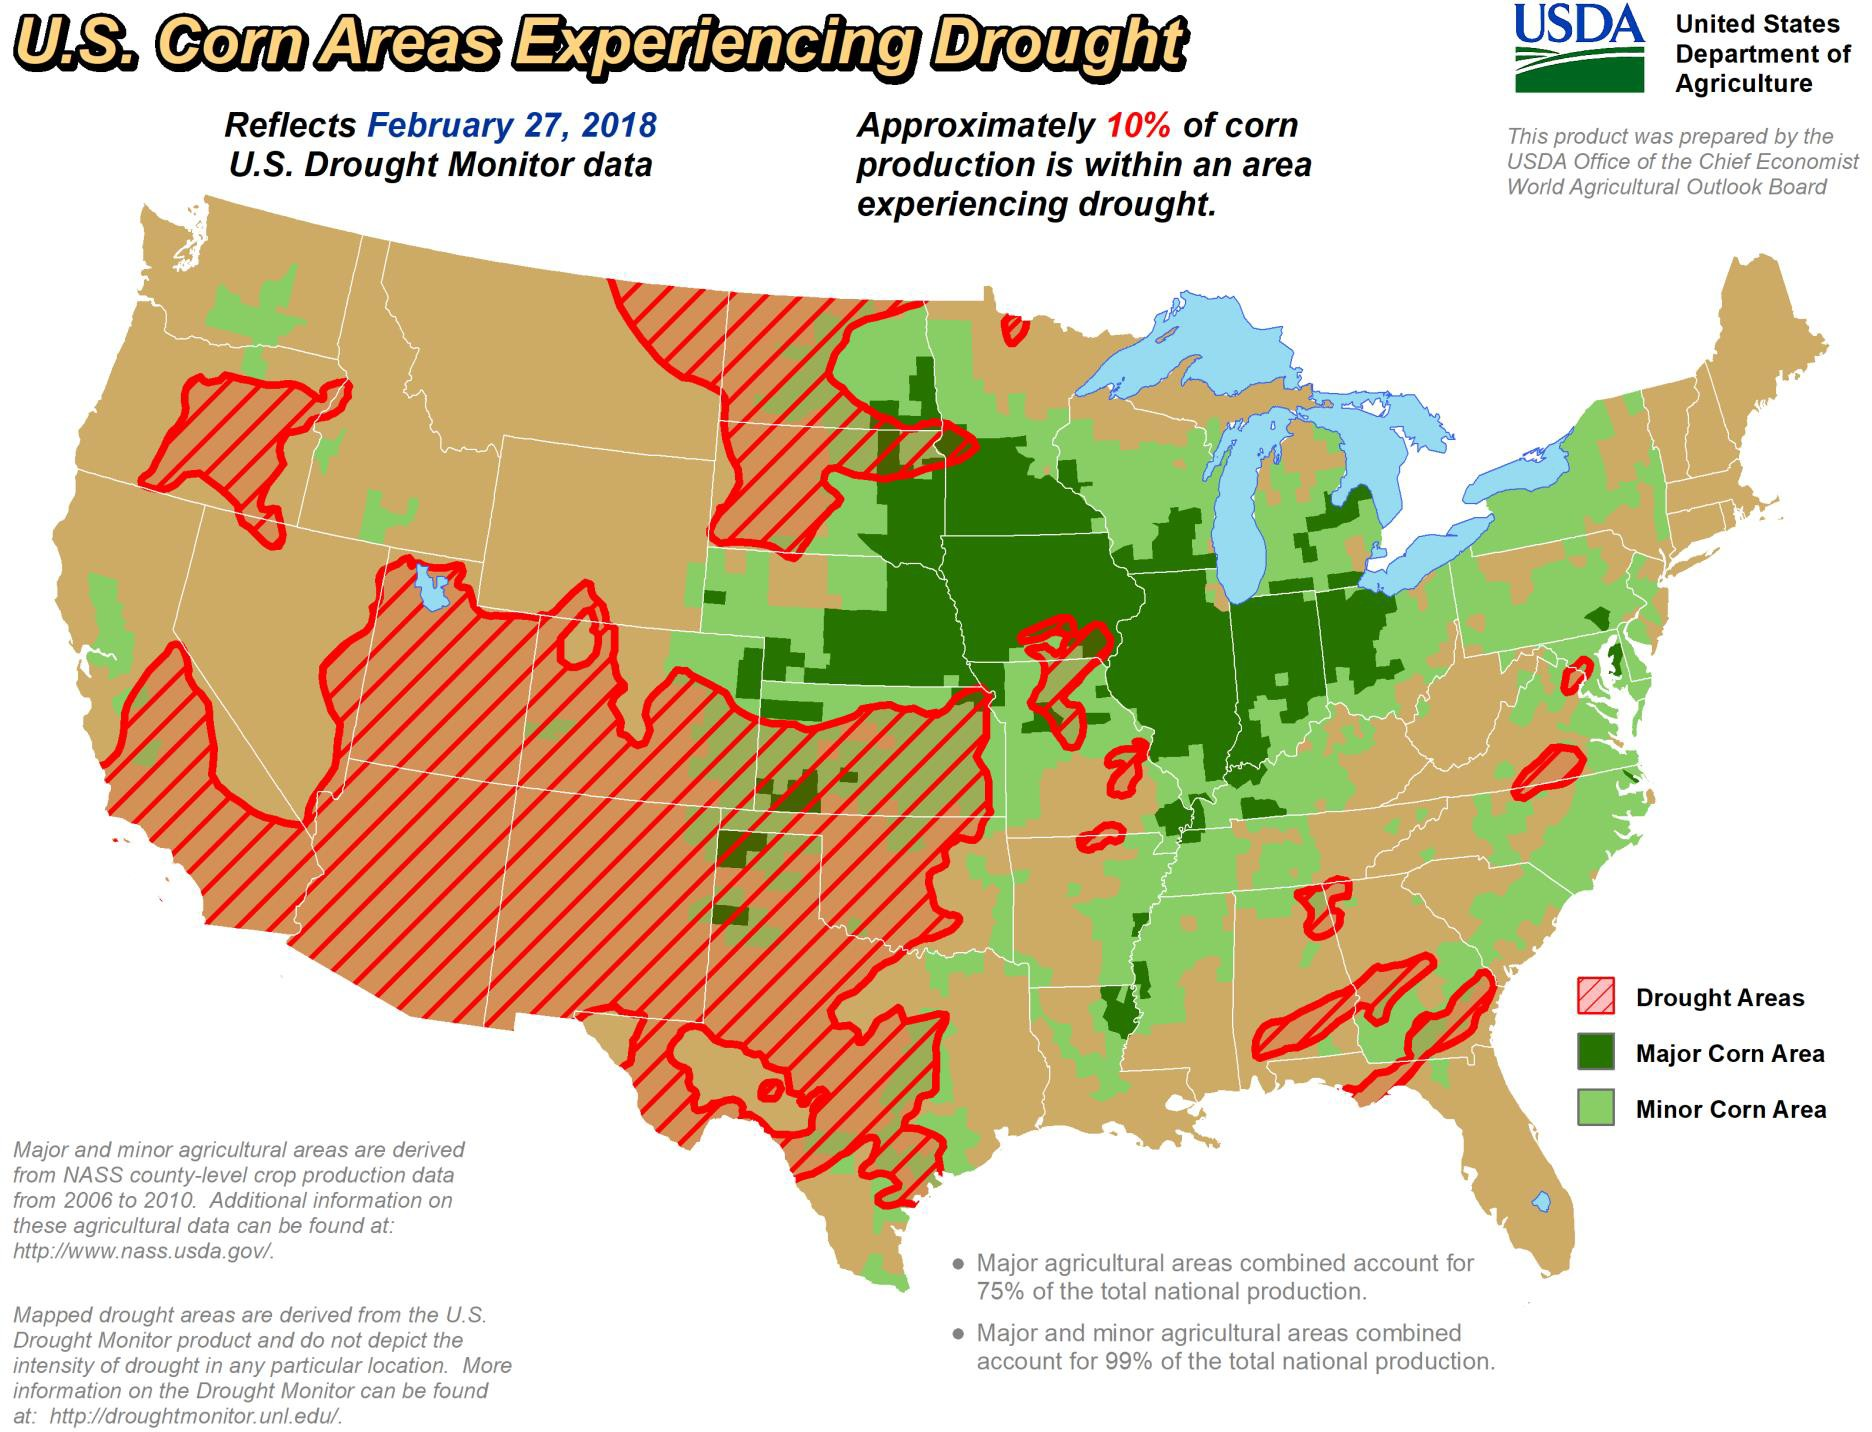 U.S. Corn Areas Experiencing Drought
USDA
United States
Department of
Agriculture
Reflects February 27, 2018
U.S. Drought Monitor data
Approximately 10% of corn
production is within an area
experiencing drought.
This product was prepared by the
USDA Office of the Chief Economist
World Agricultural Outlook Board
Drought Areas
Major Corn Area
Minor Corn Area
Major and minor agricultural areas are derived
from NASS county-level crop production data
from 2006 to 2010. Additional information on
these agricultural data can be found at:
http://www.nass.usda.gov/.
Mapped drought areas are derived from the U.S.
Drought Monitor product and do not depict the
intensity of drought in any particular location. More
information on the Drought Monitor can be found
at: http://droughtmonitor.unl.edu/.
● Major agricultural areas combined account for
75% of the total national production.
● Major and minor agricultural areas combined
account for 99% of the total national production.